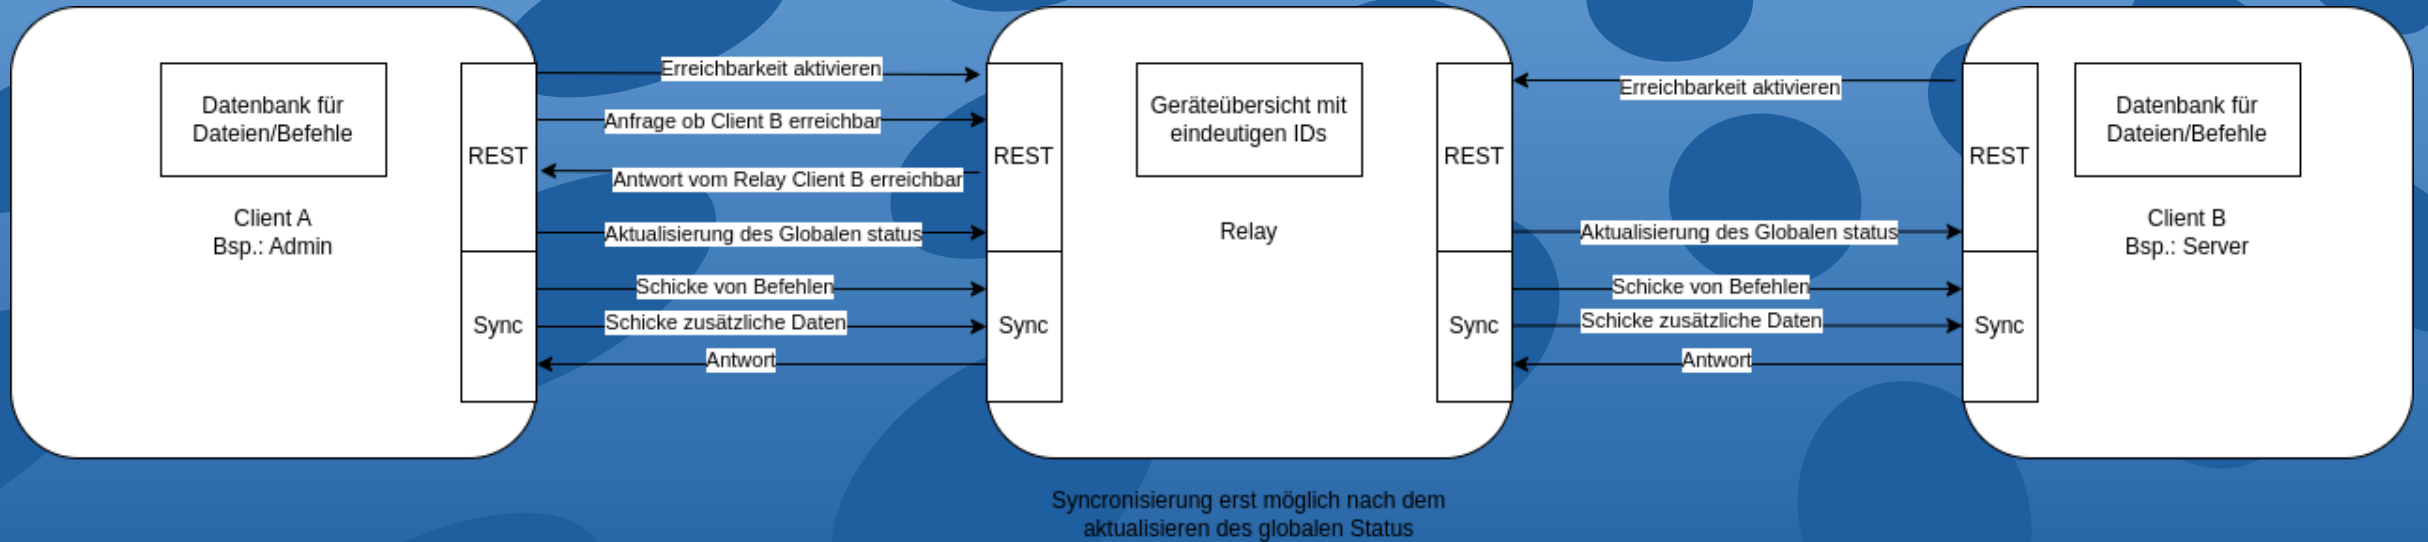 Datenbank für
Dateien/Befehle
Client A
Bsp.: Admin
REST
Sync
Erreichbarkeit aktivieren
Anfrage ob Client B erreichbar
Antwort vom Relay Client B erreichbar
Aktualisierung des Globalen status
Schicke von Befehlen
Schicke zusätzliche Daten
Antwort
REST
Sync
Geräteübersicht mit
eindeutigen IDs
Relay
REST
Sync
Erreichbarkeit aktivieren
Aktualisierung des Globalen status
Schicke von Befehlen
Schicke zusätzliche Daten
Antwort
REST
Sync
Datenbank für
Dateien/Befehle
Client B
Bsp.: Server
Syncronisierung erst möglich nach dem
aktualisieren des globalen Status